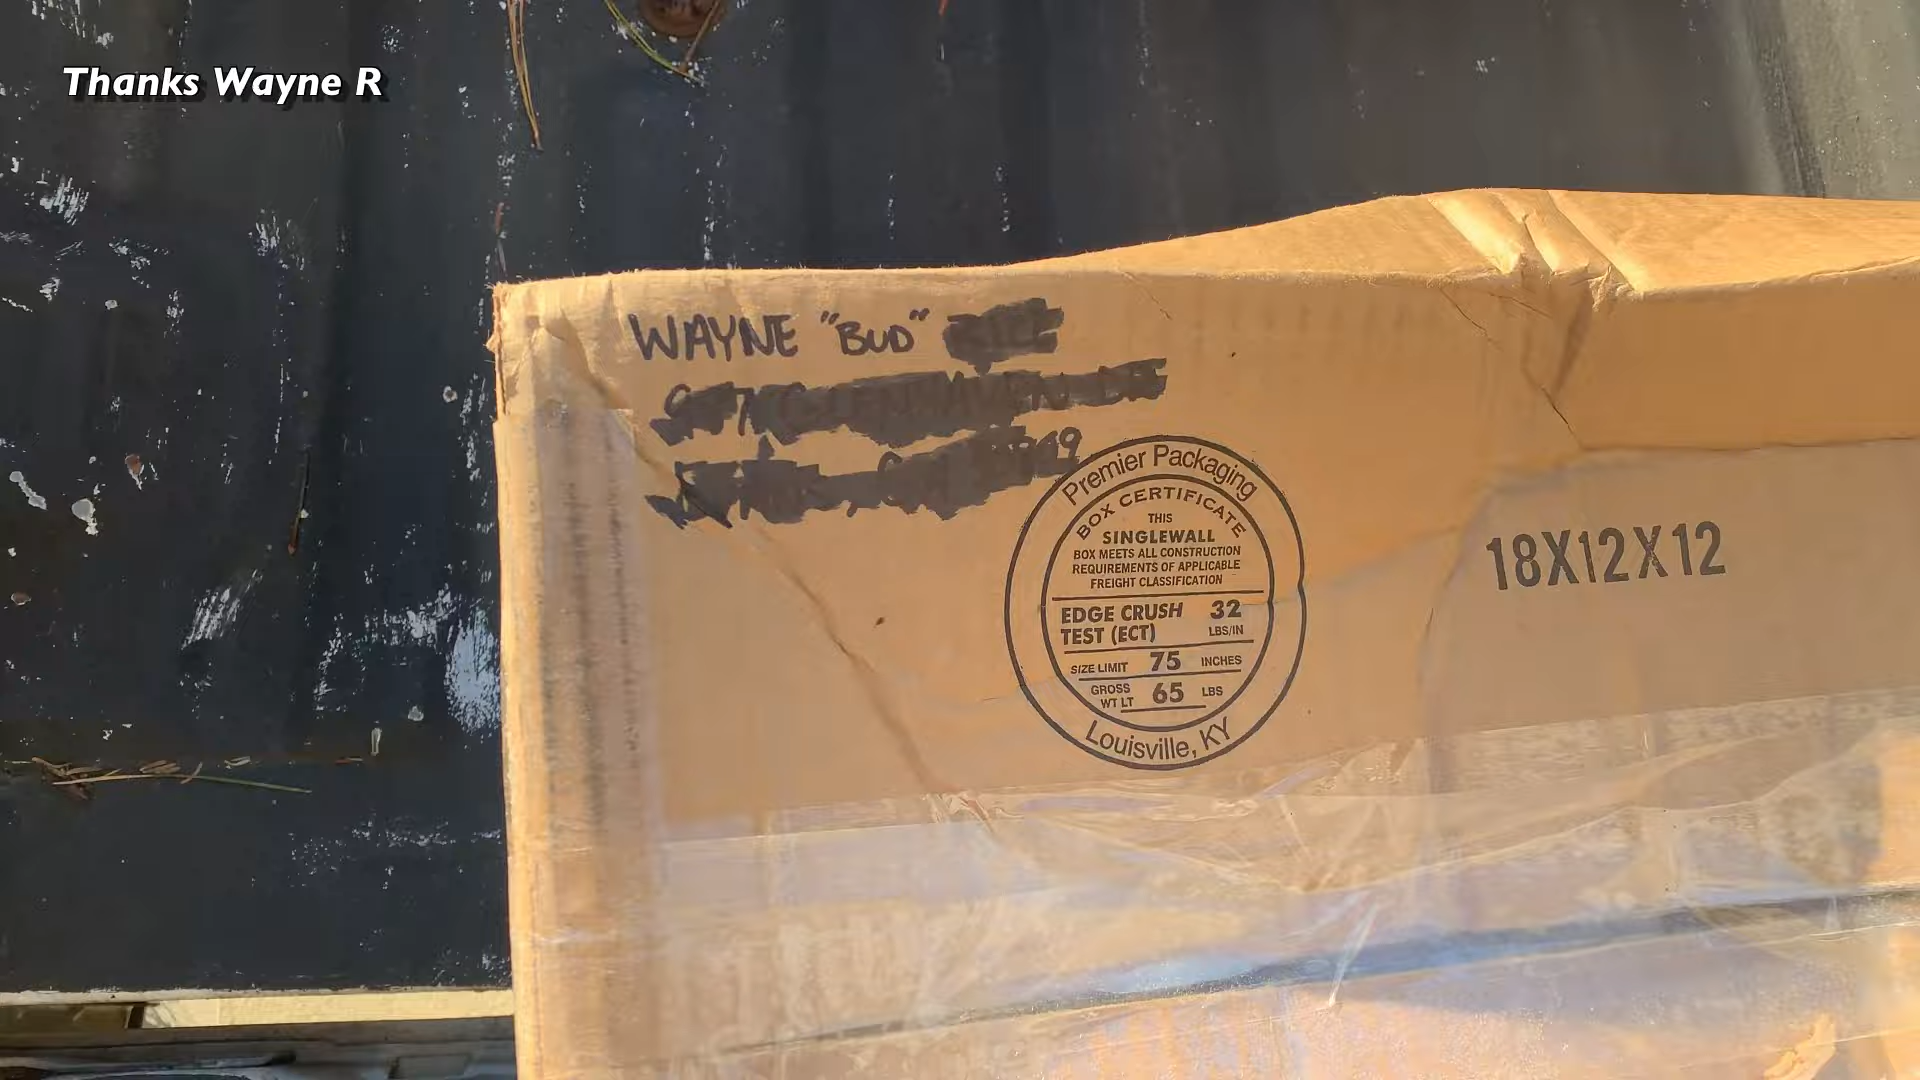 Thanks Wayne R
WAYNE "BUD"
Premier Packaging
BOX CERTIFICATE
THIS
SINGLEWALL
BOX MEETS ALL CONSTRUCTION
REQUIREMENTS OF APPLICABLE
FREIGHT CLASSIFICATION
EDGE CRUSH 32
TEST (ECT) LBS/IN
SIZE LIMIT 75 INCHES
GROSS
WT LT 65 LBS
Louisville, KY
18X12X12